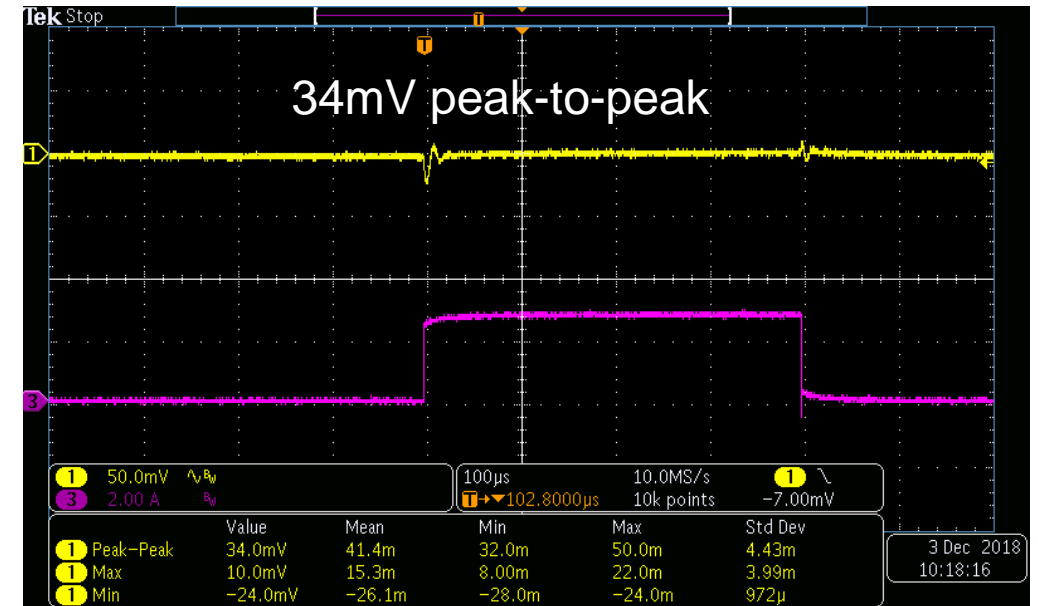 Tek Stop
T
T
34mV peak-to-peak
1
3
1 50.0mV ∿ BW 100µs 10.0MS/s 1 \
3 2.00 A BW T→▼102.8000µs 10k points −7.00mV
Value Mean Min Max Std Dev
1 Peak−Peak 34.0mV 41.4m 32.0m 50.0m 4.43m
1 Max 10.0mV 15.3m 8.00m 22.0m 3.99m
1 Min −24.0mV −26.1m −28.0m −24.0m 972µ
3 Dec 2018
10:18:16